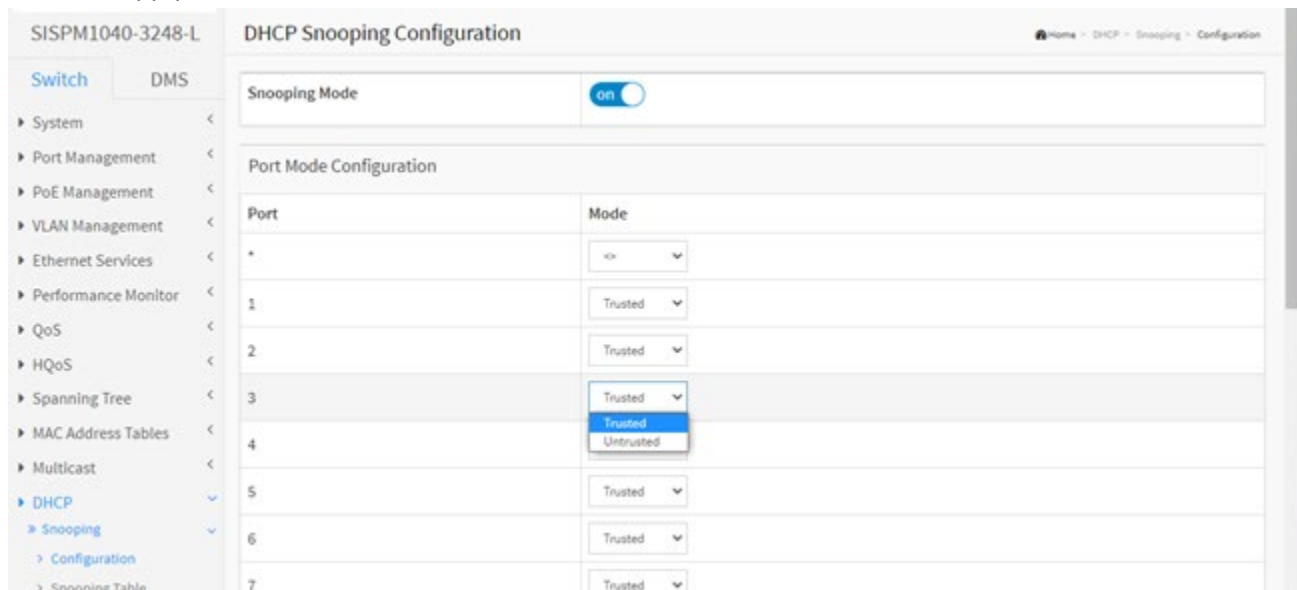 SISPM1040-3248-L
DHCP Snooping Configuration
Home > DHCP > Snooping > Configuration
Switch DMS
Snooping Mode on
System
Port Management
Port Mode Configuration
PoE Management
Port Mode
VLAN Management
Ethernet Services
* <>
Performance Monitor
1 Trusted
QoS
2 Trusted
HQoS
Spanning Tree
3 Trusted
Trusted
MAC Address Tables
4 Untrusted
Multicast
DHCP
5 Trusted
Snooping
6 Trusted
Configuration
Snooping Table
7 Trusted